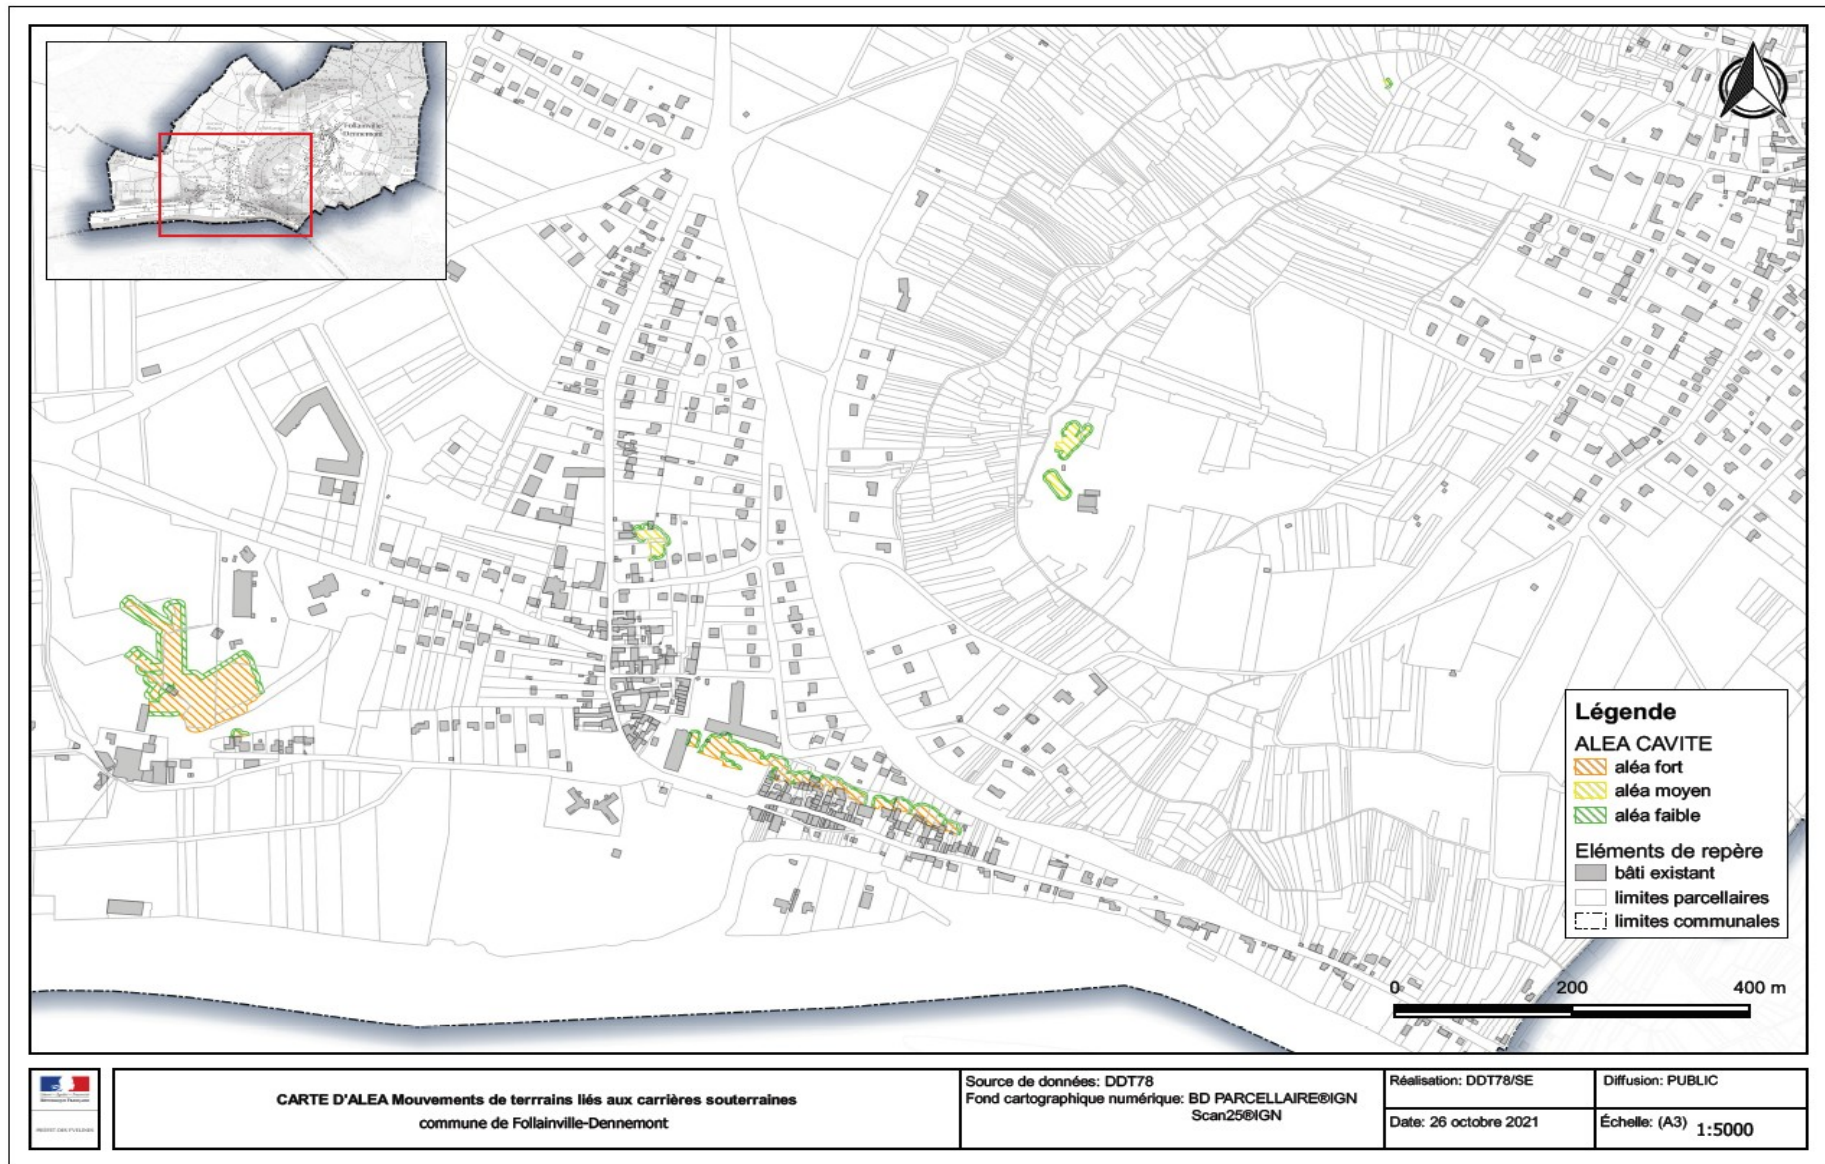 Follainville
Dennemont
Légende
ALEA CAVITE
aléa fort
aléa moyen
aléa faible
Eléments de repère
bâti existant
limites parcellaires
limites communales
0 200 400 m
CARTE D'ALEA Mouvements de terrrains liés aux carrières souterraines
commune de Follainville-Dennemont
Source de données: DDT78
Fond cartographique numérique: BD PARCELLAIRE®IGN
Scan25®IGN
Réalisation: DDT78/SE
Diffusion: PUBLIC
Date: 26 octobre 2021
Échelle: (A3) 1:5000